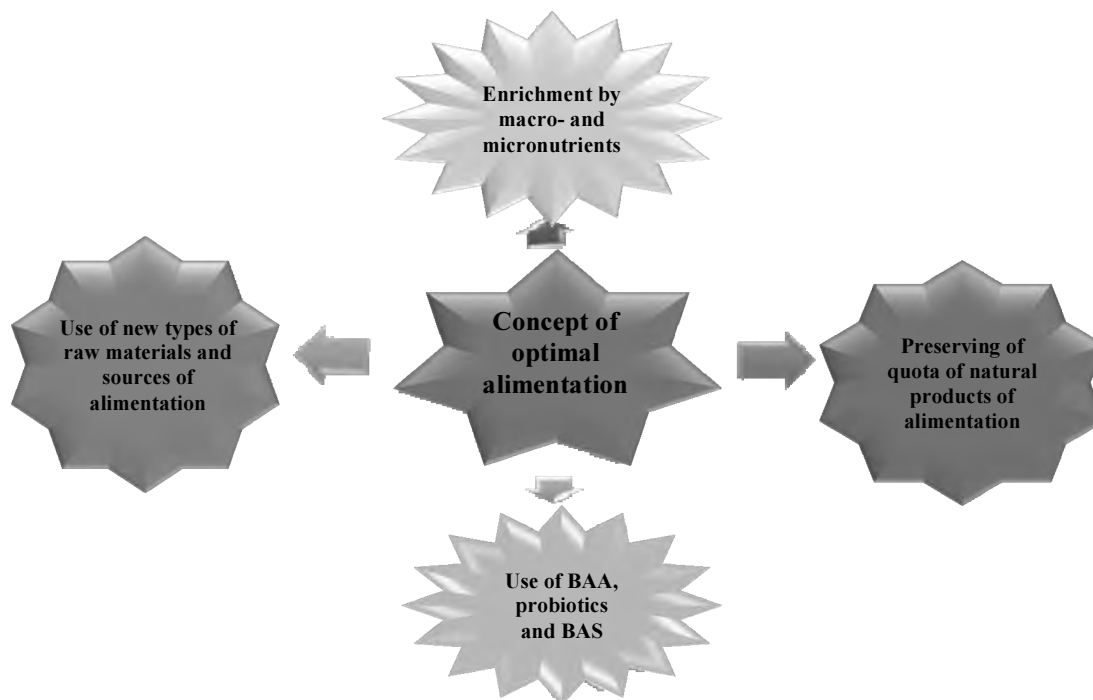 Enrichment by
macro- and
micronutrients
Use of new types of
raw materials and
sources of
alimentation
Concept of
optimal
alimentation
Preserving of
quota of natural
products of
alimentation
Use of BAA,
probiotics
and BAS